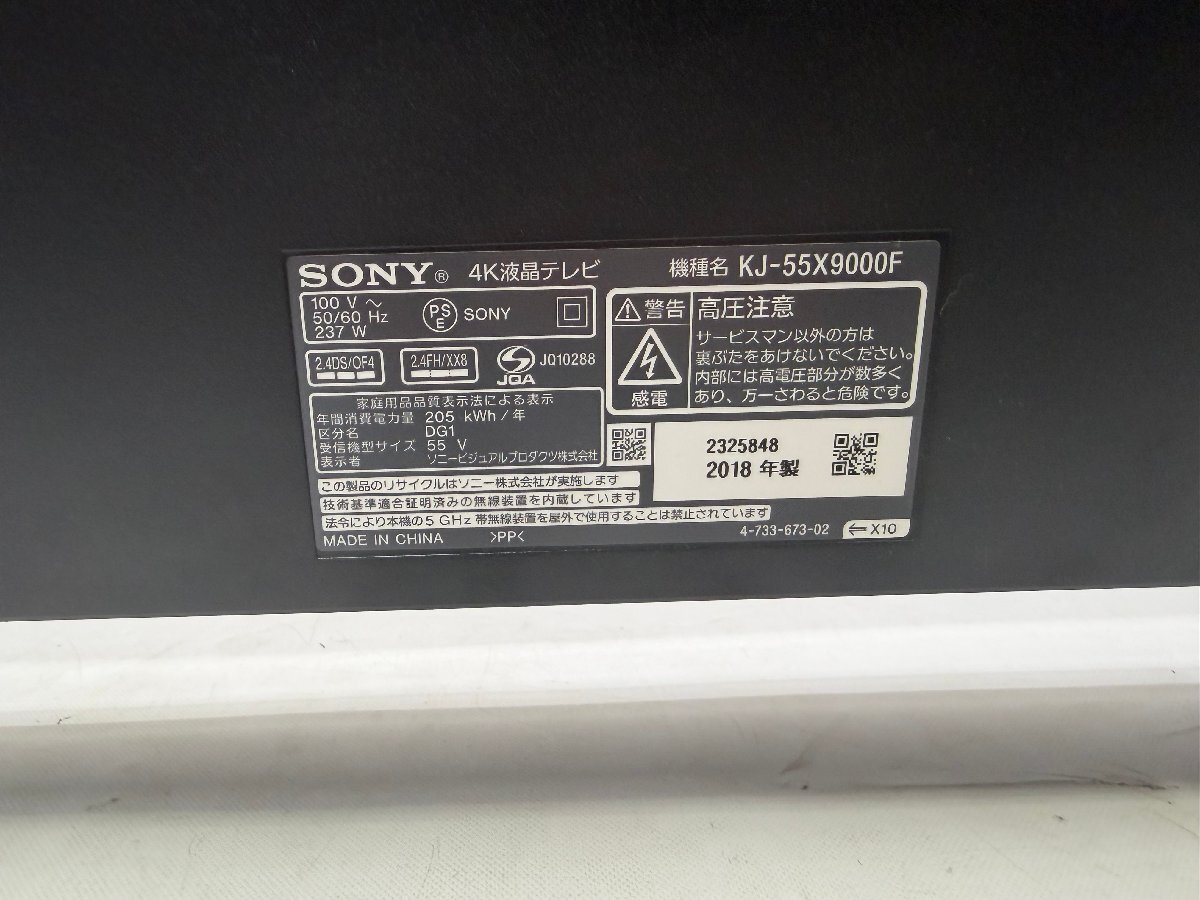 SONY® 4K液晶テレビ 機種名 KJ-55X9000F
100 V ～
50/60 Hz
237 W
PS
E
SONY
2.4DS/OF4
2.4FH/XX8
JQA
JQ10288
家庭用品品質表示法による表示
年間消費電力量 205 kWh/年
区分名 DG1
受信機型サイズ 55 V
表示者 ソニービジュアルプロダクツ株式会社
この製品のリサイクルはソニー株式会社が実施します
技術基準適合証明済みの無線装置を内蔵しています
法令により本機の5 GHz 帯無線装置を屋外で使用することは禁止されています
MADE IN CHINA >PP<
警告
感電
高圧注意
サービスマン以外の方は
裏ぶたをあけないでください。
内部には高電圧部分が数多く
あり、万一さわると危険です。
2325848
2018 年製
4-733-673-02
⇐X10